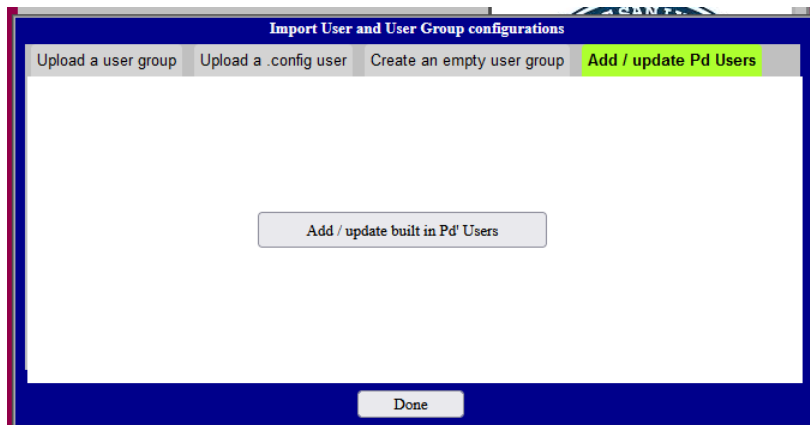 Import User and User Group configurations
Upload a user group Upload a .config user Create an empty user group Add / update Pd Users
Add / update built in Pd' Users
Done